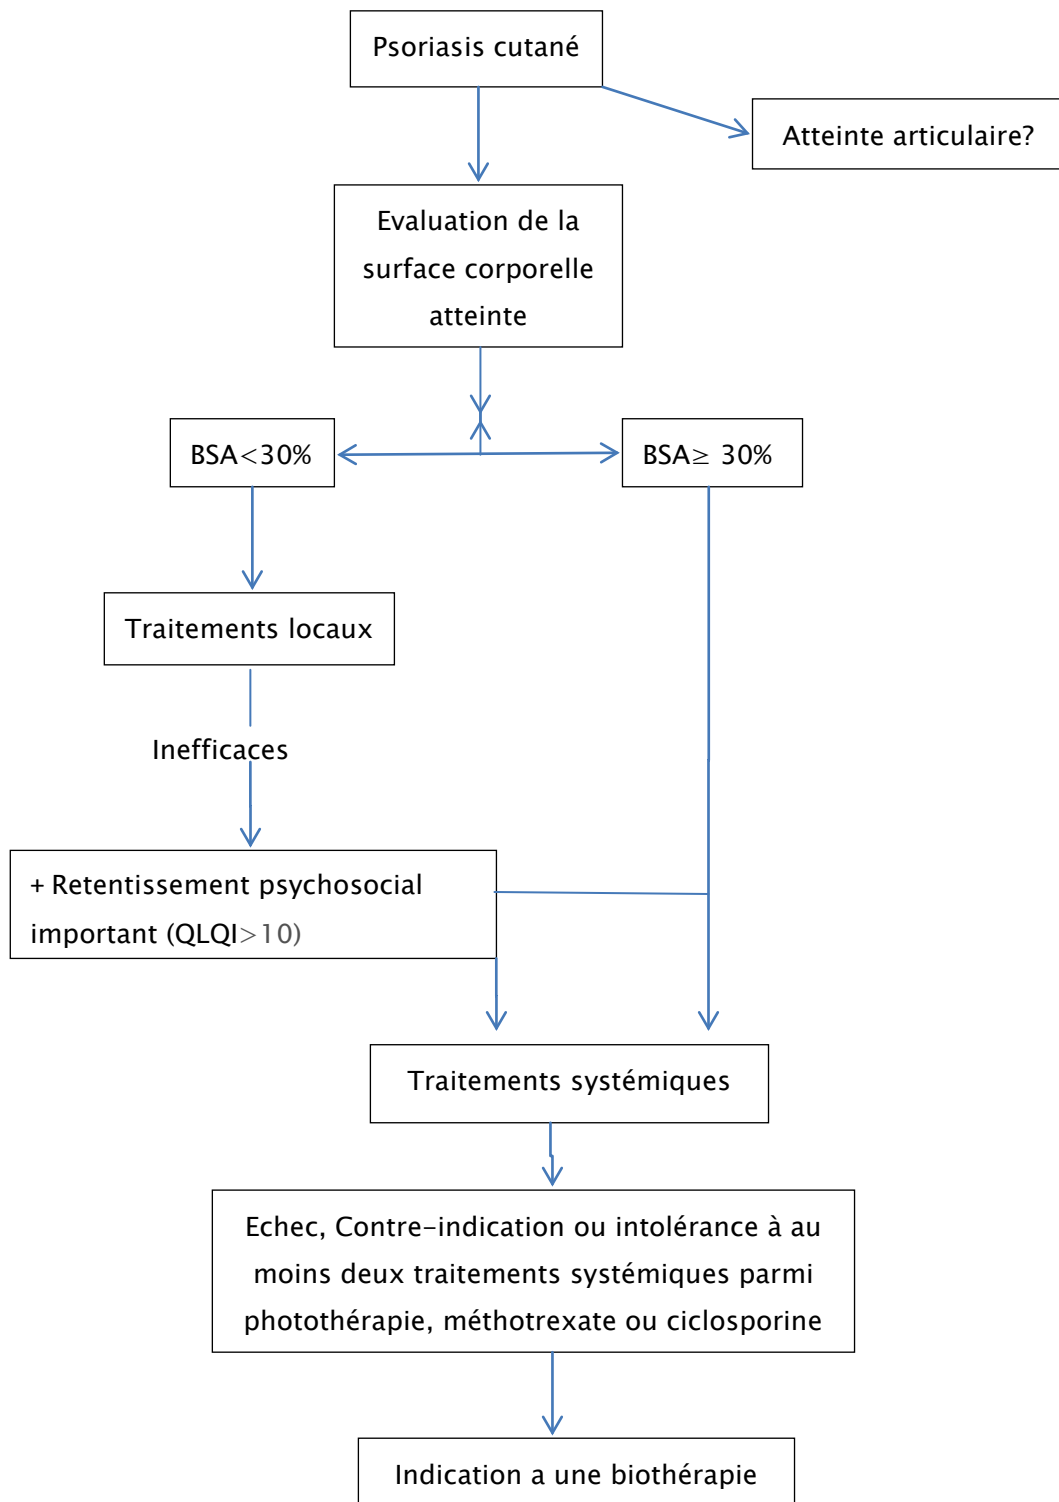 Psoriasis cutané
Atteinte articulaire?
Evaluation de la
surface corporelle
atteinte
BSA<30%
BSA≥ 30%
Traitements locaux
Inefficaces
+ Retentissement psychosocial
important (QLQI>10)
Traitements systémiques
Echec, Contre-indication ou intolérance à au
moins deux traitements systémiques parmi
photothérapie, méthotrexate ou ciclosporine
Indication a une biothérapie